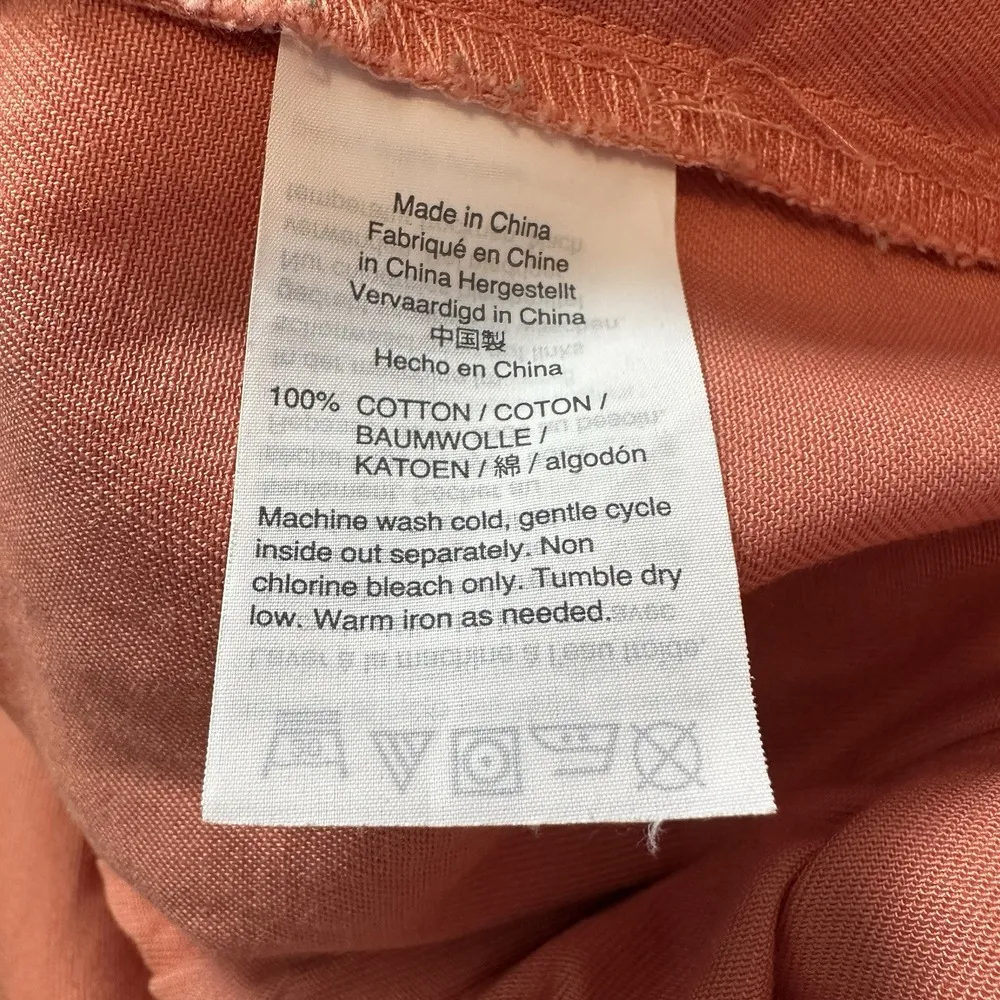 Made in China
Fabriqué en Chine
in China Hergestellt
Vervaardigd in China
中国製
Hecho en China
100% COTTON / COTON /
BAUMWOLLE /
KATOEN / 綿 / algodón
Machine wash cold, gentle cycle
inside out separately. Non
chlorine bleach only. Tumble dry
low. Warm iron as needed.